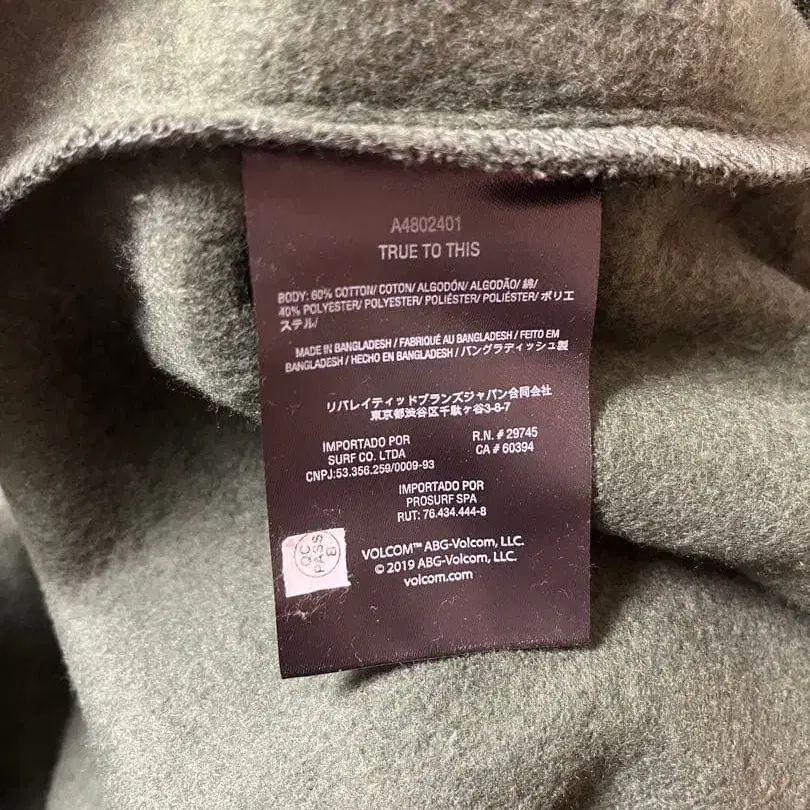 A4802401
TRUE TO THIS
BODY: 60% COTTON/ COTON/ ALGODÓN/ ALGODÃO/ 綿/
40% POLYESTER/ POLYESTER/ POLIÉSTER/ POLIÉSTER/ ポリエ
ステル/
MADE IN BANGLADESH / FABRIQUÉ AU BANGLADESH / FEITO EM
BANGLADESH / HECHO EN BANGLADESH / バングラディッシュ製
リバレイティッドブランズジャパン合同会社
東京都渋谷区千駄ヶ谷3-8-7
IMPORTADO POR
SURF CO. LTDA
CNPJ:53.356.259/0009-93
R.N. # 29745
CA # 60394
IMPORTADO POR
PROSURF SPA
RUT: 76.434.444-8
QC
PASS
8
VOLCOM™ ABG-Volcom, LLC.
© 2019 ABG-Volcom, LLC.
volcom.com